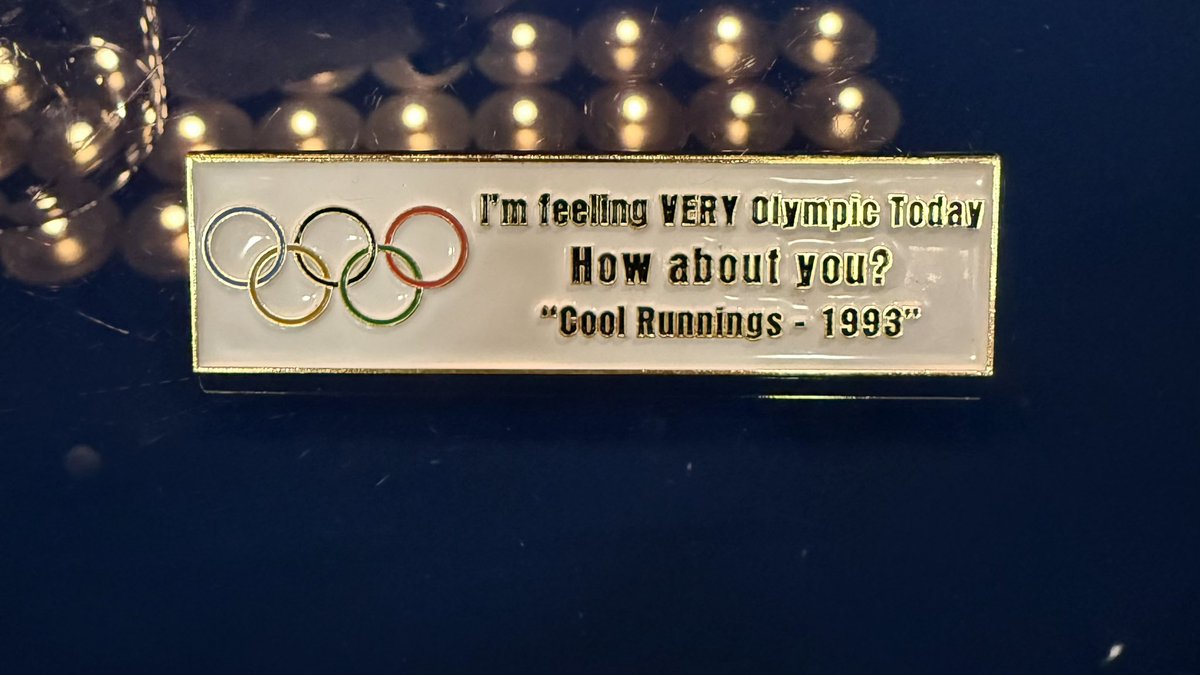 I'm feeling VERY Olympic Today
How about you?
"Cool Runnings - 1993"